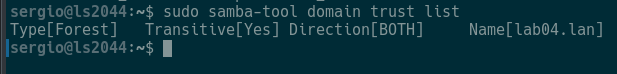 sergio@ls2044:~$ sudo samba-tool domain trust list
Type[Forest]   Transitive[Yes] Direction[BOTH]     Name[lab04.lan]
sergio@ls2044:~$